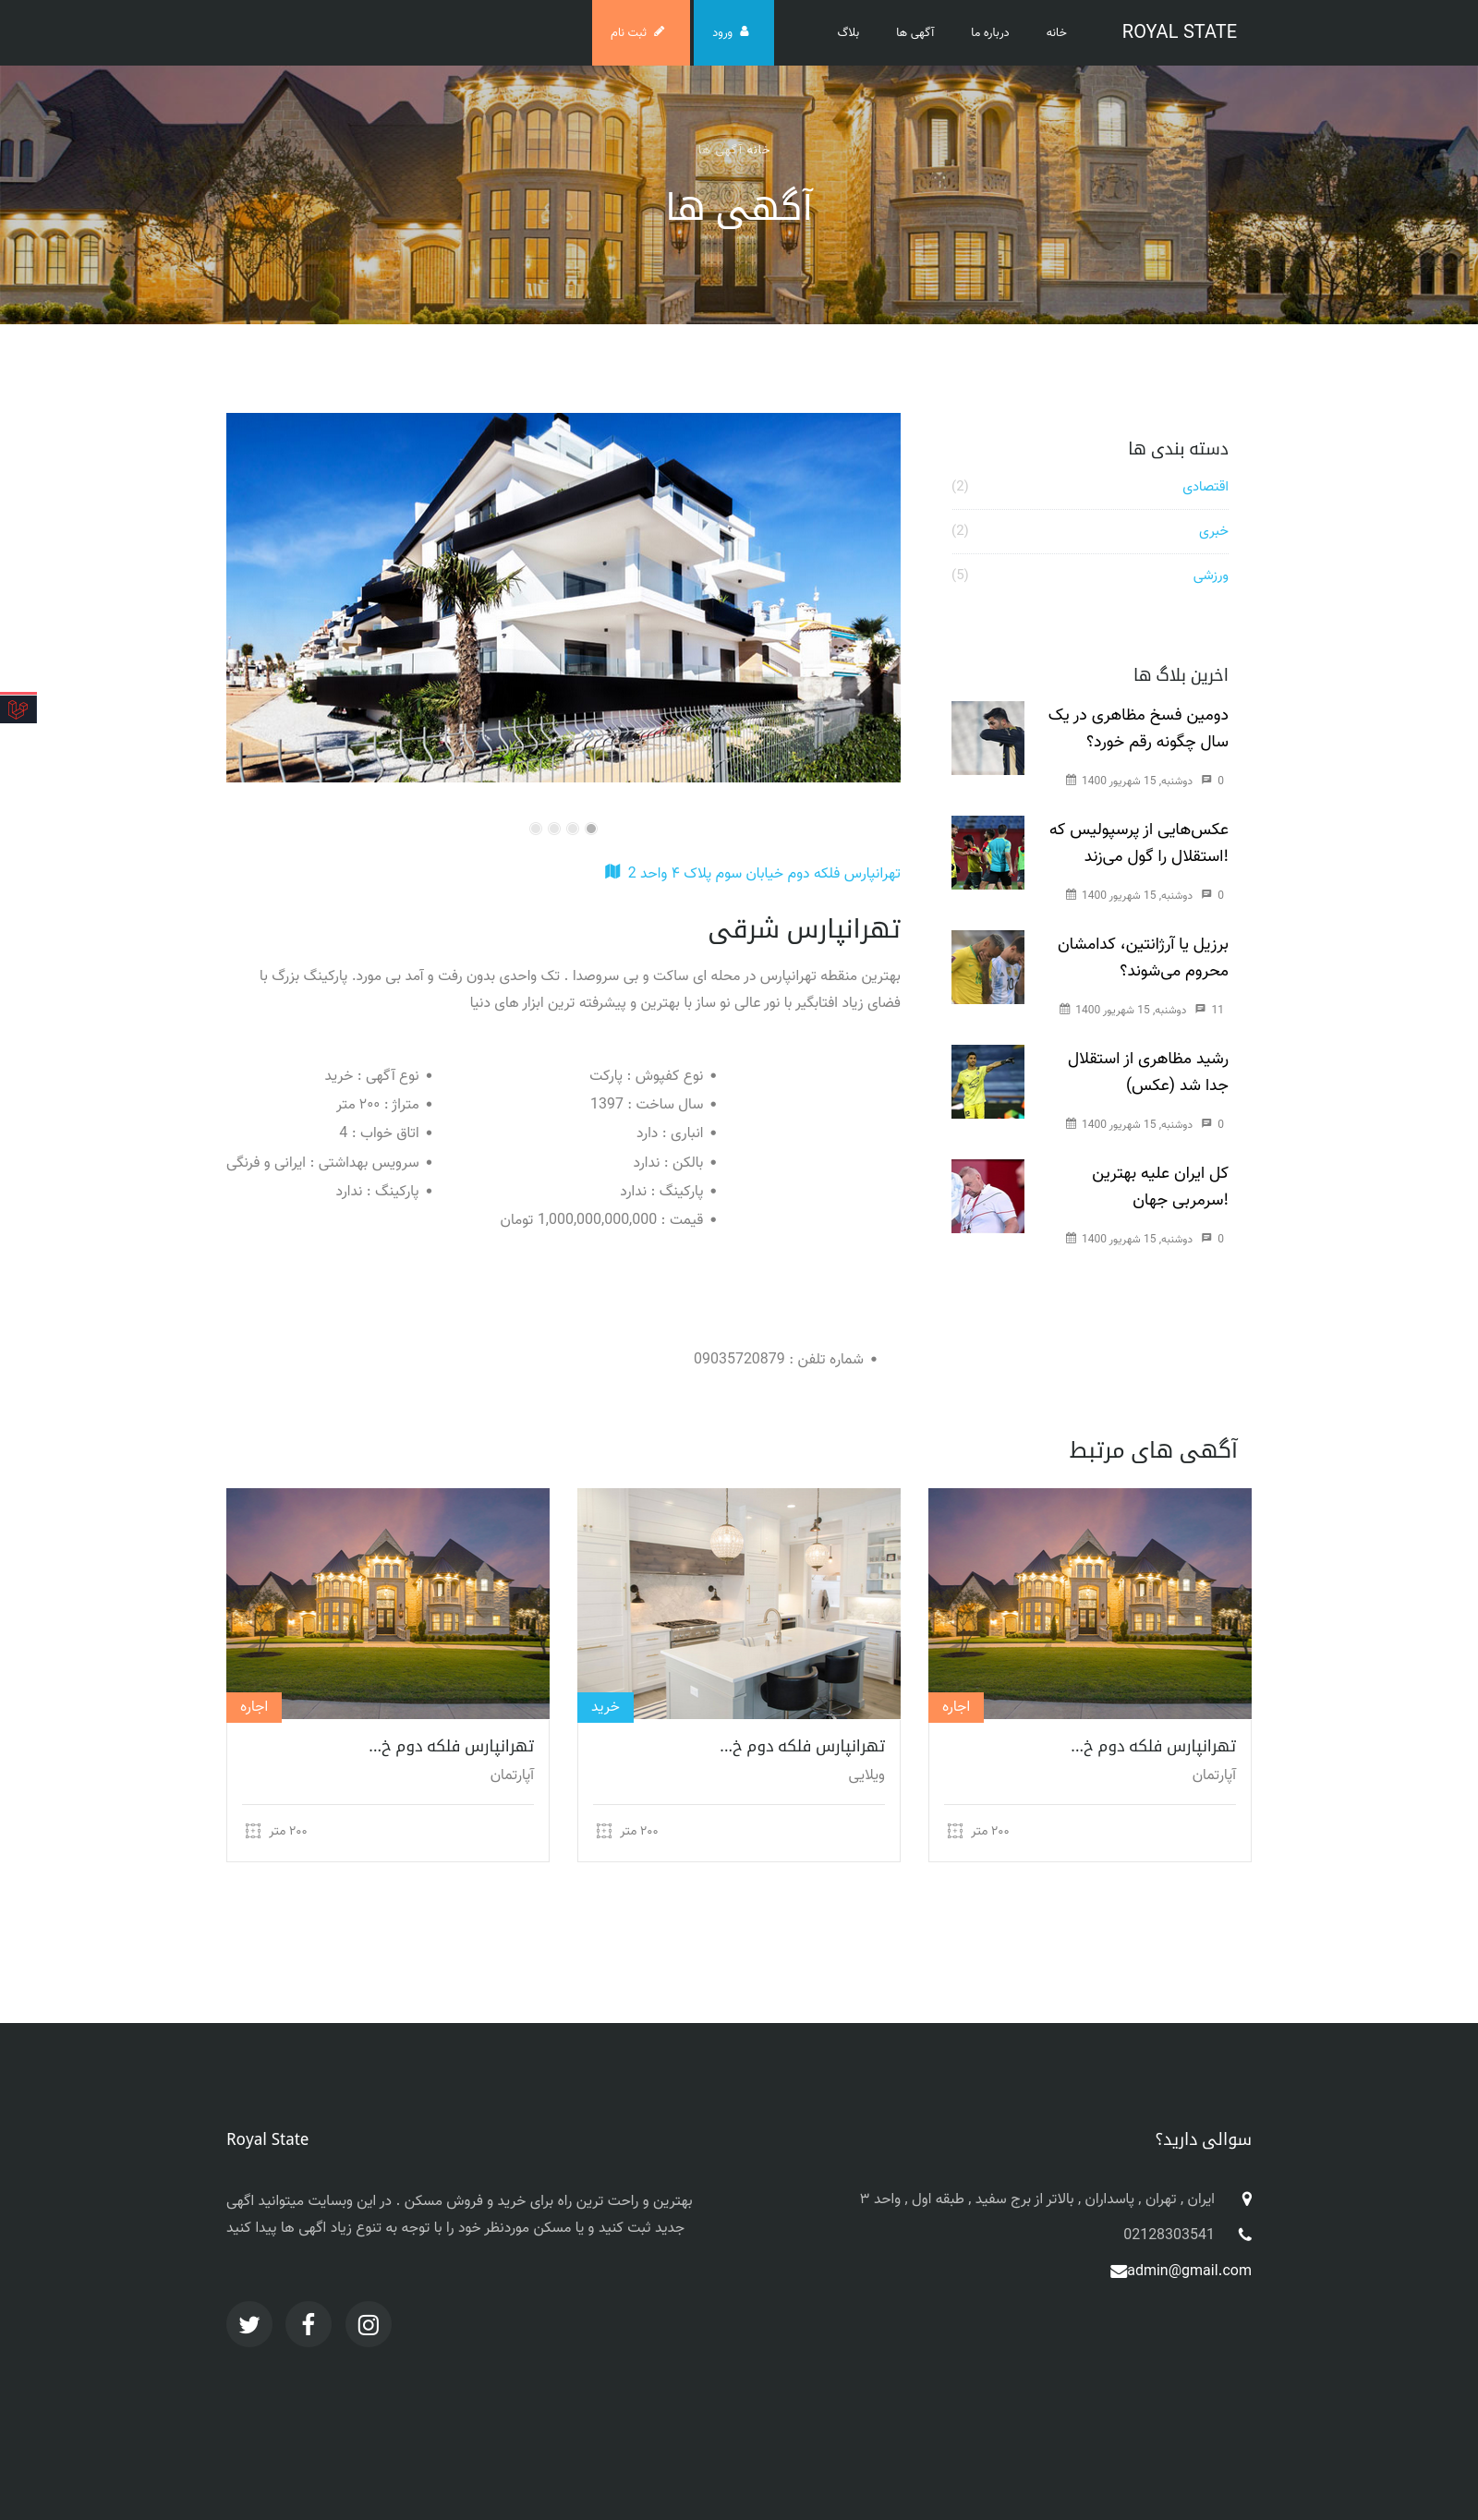 ROYAL STATE
خانه
درباره ما
آگهی ها
بلاگ
ورود
ثبت نام
خانه آگهی ها
آگهی ها
دسته بندی ها
اقتصادی
(2)
خبری
(2)
ورزشی
(5)
اخرین بلاگ ها
دومین فسخ مظاهری در یک
سال چگونه رقم خورد؟
0 دوشنبه, 15 شهریور 1400
عکس‌هایی از پرسپولیس که
استقلال را گول می‌زند!
0 دوشنبه, 15 شهریور 1400
برزیل یا آرژانتین، کدامشان
محروم می‌شوند؟
11 دوشنبه, 15 شهریور 1400
رشید مظاهری از استقلال
جدا شد (عکس)
0 دوشنبه, 15 شهریور 1400
کل ایران علیه بهترین
سرمربی جهان!
0 دوشنبه, 15 شهریور 1400
تهرانپارس فلکه دوم خیابان سوم پلاک ۴ واحد 2
تهرانپارس شرقی
بهترین منقطه تهرانپارس در محله ای ساکت و بی سروصدا . تک واحدی بدون رفت و آمد بی مورد. پارکینگ بزرگ با
فضای زیاد افتابگیر با نور عالی نو ساز با بهترین و پیشرفته ترین ابزار های دنیا
• نوع کفپوش : پارکت
• سال ساخت : 1397
• انباری : دارد
• بالکن : ندارد
• پارکینگ : ندارد
• قیمت : 1,000,000,000,000 تومان
• نوع آگهی : خرید
• متراژ : ۲۰۰ متر
• اتاق خواب : 4
• سرویس بهداشتی : ایرانی و فرنگی
• پارکینگ : ندارد
• شماره تلفن : 09035720879
آگهی های مرتبط
اجاره
تهرانپارس فلکه دوم خ...
آپارتمان
۲۰۰ متر
خرید
تهرانپارس فلکه دوم خ...
ویلایی
۲۰۰ متر
اجاره
تهرانپارس فلکه دوم خ...
آپارتمان
۲۰۰ متر
سوالی دارید؟
ایران , تهران , پاسداران , بالاتر از برج سفید , طبقه اول , واحد ۳
02128303541
admin@gmail.com
Royal State
بهترین و راحت ترین راه برای خرید و فروش مسکن . در این وبسایت میتوانید اگهی
جدید ثبت کنید و یا مسکن موردنظر خود را با توجه به تنوع زیاد اگهی ها پیدا کنید